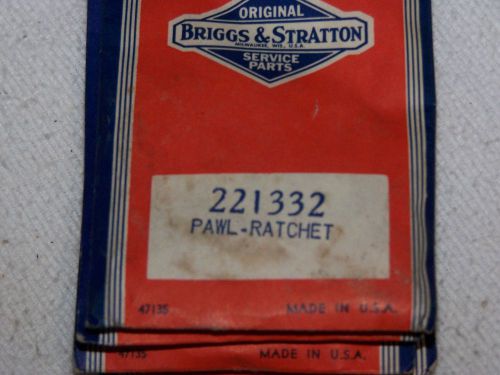 ORIGINAL
BRIGGS & STRATTON
MILWAUKEE, WIS., U.S.A.
SERVICE
PARTS
221332
PAWL-RATCHET
47135 MADE IN U.S.A.
47135 MADE IN U.S.A.